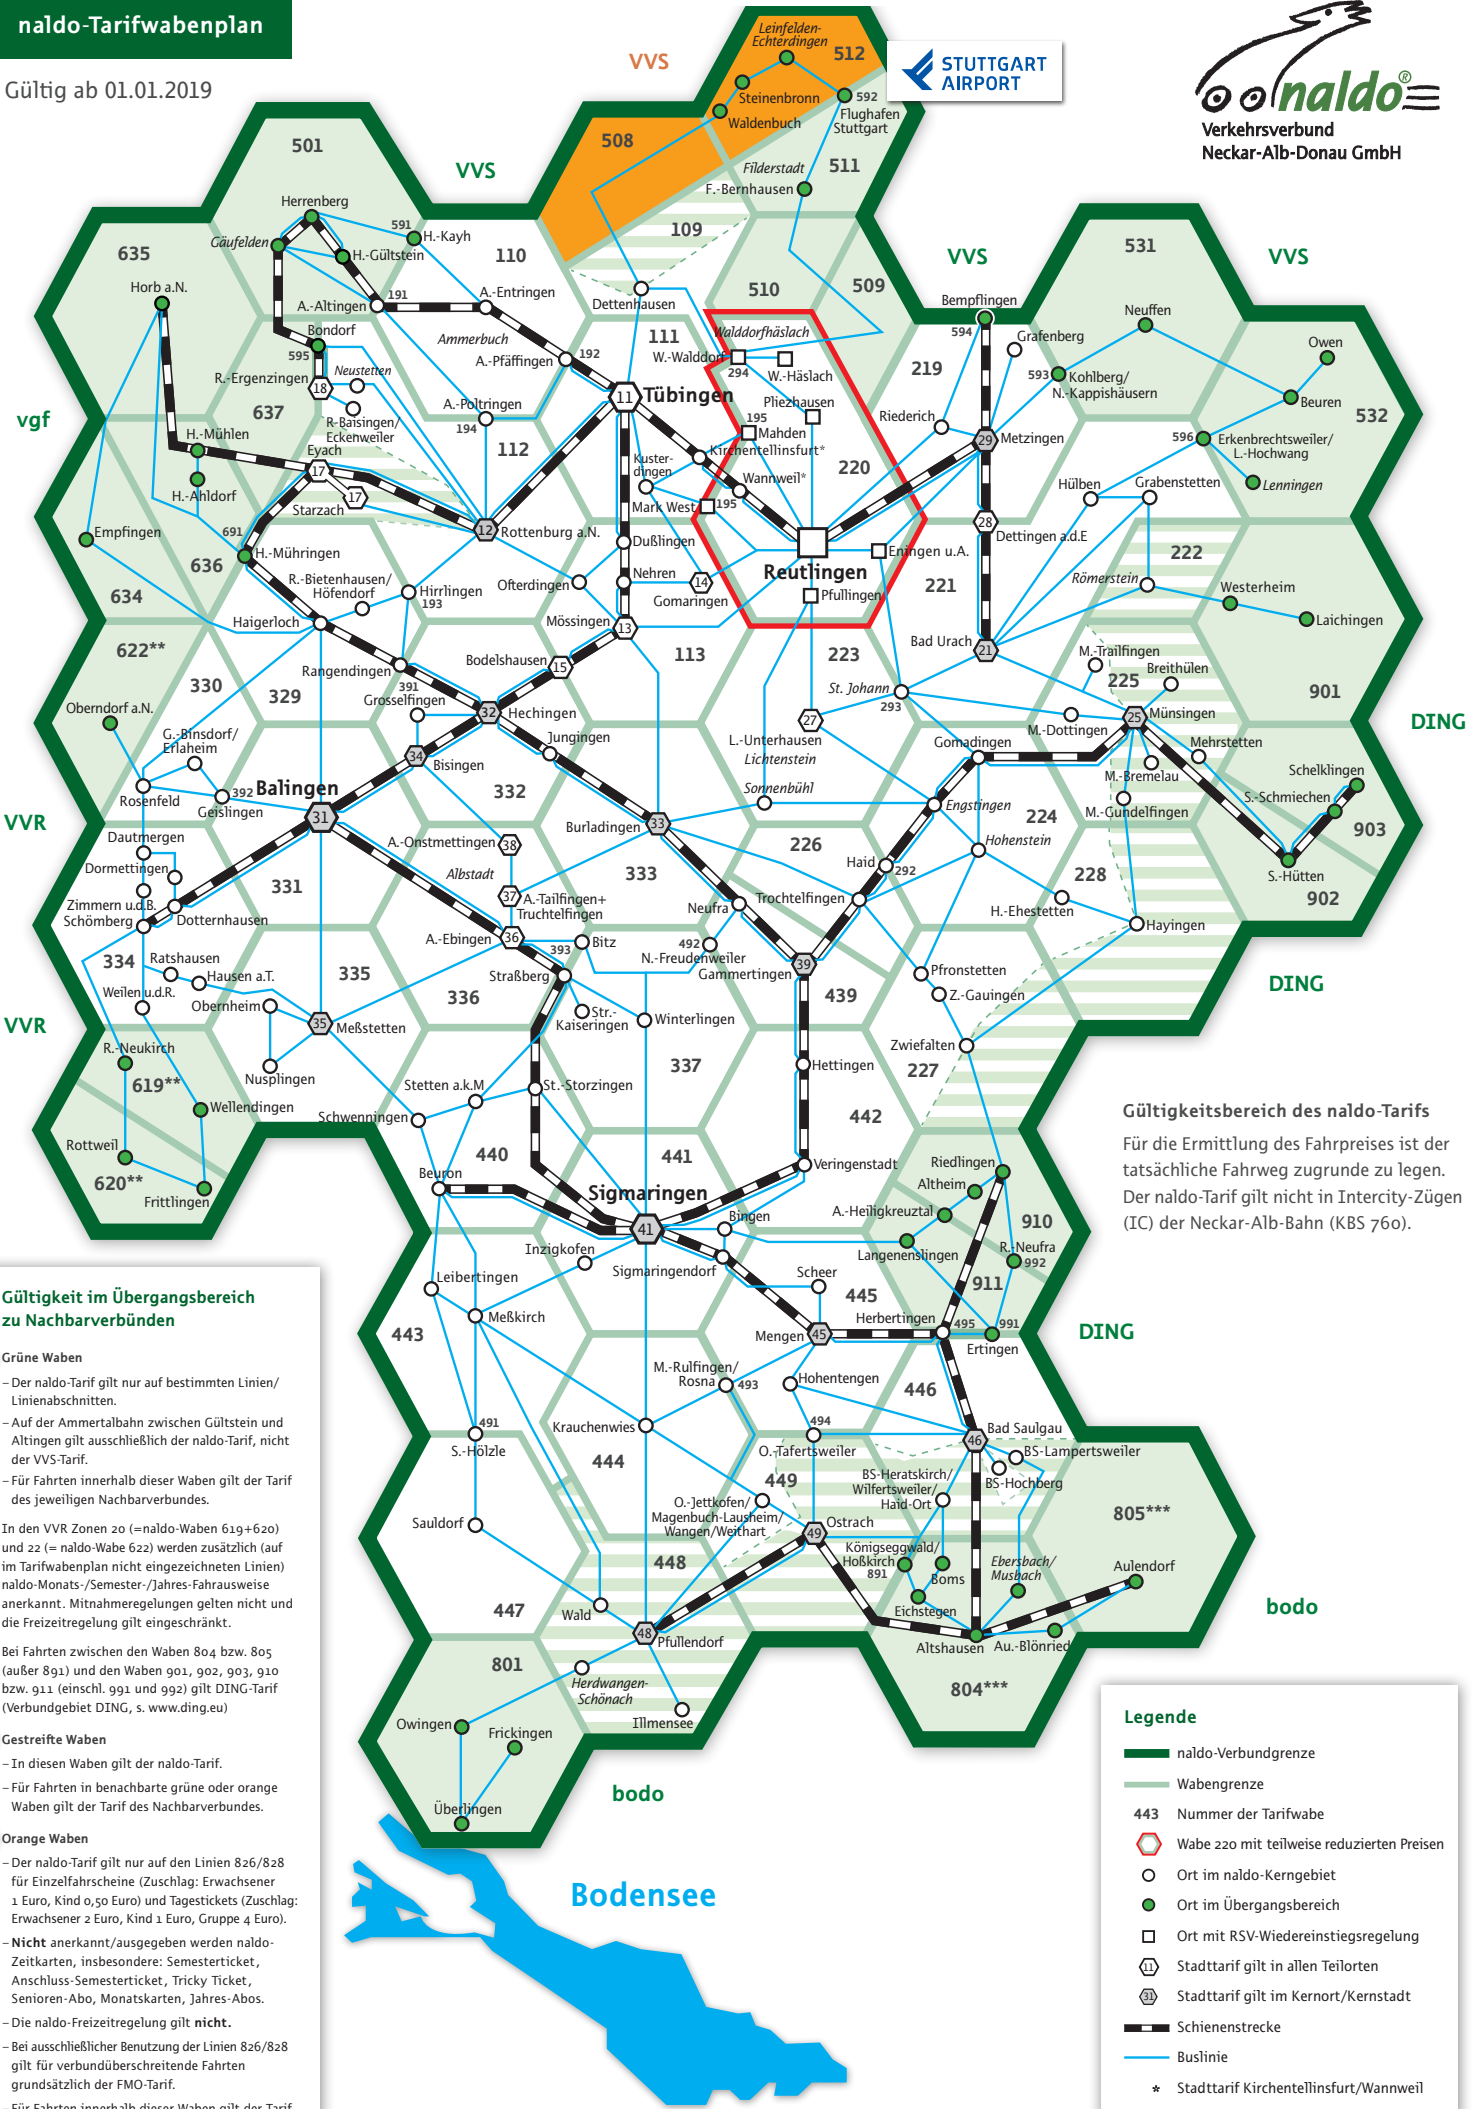 naldo-Tarifwabenplan
Gültig ab 01.01.2019
STUTTGART
AIRPORT
naldo®
Verkehrsverbund
Neckar-Alb-Donau GmbH
VVS
Leinfelden-
Echterdingen
512
Steinenbronn
592
Waldenbuch
Flughafen
Stuttgart
508
501
VVS
Filderstadt
511
F.-Bernhausen
Herrenberg
591
H.-Kayh
Gäufelden
H.-Gültstein
109
110
635
531
VVS
VVS
Horb a.N.
A.-Altingen
191
A.-Entringen
Dettenhausen
510
509
Bempflingen
Neuffen
594
Grafenberg
Bondorf
595
Ammerbuch
111
Walddorfhäslach
Owen
A.-Pfäffingen
192
W.-Walddorf
294
W.-Häslach
219
R.-Ergenzingen
18
Neustetten
593
Kohlberg/
N.-Kappishäusern
11
Tübingen
Pliezhausen
Beuren
vgf
637
A.-Poltringen
194
R-Baisingen/
Eckenweiler
195
Riederich
532
H.-Mühlen
Eyach
112
Mahden
Kirchentellinsfurt*
29
Metzingen
596
Erkenbrechtsweiler/
L.-Hochwang
Kuster-
dingen
17
220
H.-Ahldorf
17
Starzach
Wannweil*
Hülben
Grabenstetten
Lenningen
Mark West
195
Empfingen
691
12
Rottenburg a.N.
28
Dettingen a.d.E
H.-Mühringen
Dußlingen
Eningen u.A.
222
636
Reutlingen
R.-Bietenhausen/
Höfendorf
Ofterdingen
Nehren
14
Gomaringen
Römerstein
221
634
Hirrlingen
193
Pfullingen
Westerheim
Haigerloch
Mössingen
13
Laichingen
Bad Urach
21
622**
Bodelshausen
15
113
223
M.-Trailfingen
Breithülen
330
329
Rangendingen
391
225
901
Grosselfingen
St. Johann
293
Oberndorf a.N.
32
Hechingen
27
25
Münsingen
DING
G.-Binsdorf/
Erlaheim
Jungingen
L.-Unterhausen
Lichtenstein
M.-Dottingen
34
Bisingen
Gomadingen
Mehrstetten
Rosenfeld
392
Geislingen
Balingen
332
Sonnenbühl
M.-Bremelau
Schelklingen
31
Engstingen
224
M.-Gundelfingen
S.-Schmiechen
VVR
Burladingen
33
903
Dautmergen
A.-Onstmettingen
38
226
Hohenstein
Dormettingen
Haid
292
331
Albstadt
333
228
S.-Hütten
Zimmern u.d.B.
37
A.-Tailfingen+
Truchtelfingen
Trochtelfingen
902
Schömberg
Dotternhausen
Neufra
H.-Ehestetten
Hayingen
A.-Ebingen
36
393
Bitz
492
N.-Freudenweiler
334
Ratshausen
Hausen a.T.
335
Straßberg
Gammertingen
39
Pfronstetten
DING
Weilen u.d.R.
Obernheim
336
Str.-
Kaiseringen
439
Z.-Gauingen
VVR
35
Meßstetten
Winterlingen
R.-Neukirch
Zwiefalten
619**
Nusplingen
337
Hettingen
227
Stetten a.k.M
St.-Storzingen
Wellendingen
Schwenningen
442
Rottweil
440
441
Veringenstadt
Riedlingen
620**
Beuron
Altheim
Frittlingen
Sigmaringen
A.-Heiligkreuztal
41
Bingen
910
Inzigkofen
Langenenslingen
R.-Neufra
992
Sigmaringendorf
Scheer
911
Leibertingen
445
Meßkirch
Herbertingen
495
991
443
Mengen
45
Ertingen
DING
M.-Rulfingen/
Rosna
493
Hohentengen
446
Krauchenwies
494
491
Bad Saulgau
46
S.-Hölzle
O.-Tafertsweiler
BS-Lampertsweiler
444
449
BS-Heratskirch/
Wilfertsweiler/
Haid-Ort
BS-Hochberg
O.-Jettkofen/
Magenbuch-Lausheim/
Wangen/Weithart
805***
Sauldorf
49
Ostrach
Königseggwald/
Hoßkirch
891
Ebersbach/
Musbach
448
Boms
Aulendorf
447
Wald
Eichstegen
bodo
48
Pfullendorf
Altshausen
Au.-Blönried
801
Herdwangen-
Schönach
804***
Owingen
Illmensee
Frickingen
bodo
Überlingen
Bodensee
Gültigkeitsbereich des naldo-Tarifs
Für die Ermittlung des Fahrpreises ist der
tatsächliche Fahrweg zugrunde zu legen.
Der naldo-Tarif gilt nicht in Intercity-Zügen
(IC) der Neckar-Alb-Bahn (KBS 760).
Gültigkeit im Übergangsbereich
zu Nachbarverbünden
Grüne Waben
– Der naldo-Tarif gilt nur auf bestimmten Linien/
Linienabschnitten.
– Auf der Ammertalbahn zwischen Gültstein und
Altingen gilt ausschließlich der naldo-Tarif, nicht
der VVS-Tarif.
– Für Fahrten innerhalb dieser Waben gilt der Tarif
des jeweiligen Nachbarverbundes.
In den VVR Zonen 20 (=naldo-Waben 619+620)
und 22 (= naldo-Wabe 622) werden zusätzlich (auf
im Tarifwabenplan nicht eingezeichneten Linien)
naldo-Monats-/Semester-/Jahres-Fahrausweise
anerkannt. Mitnahmeregelungen gelten nicht und
die Freizeitregelung gilt eingeschränkt.
Bei Fahrten zwischen den Waben 804 bzw. 805
(außer 891) und den Waben 901, 902, 903, 910
bzw. 911 (einschl. 991 und 992) gilt DING-Tarif
(Verbundgebiet DING, s. www.ding.eu)
Gestreifte Waben
– In diesen Waben gilt der naldo-Tarif.
– Für Fahrten in benachbarte grüne oder orange
Waben gilt der Tarif des Nachbarverbundes.
Orange Waben
– Der naldo-Tarif gilt nur auf den Linien 826/828
für Einzelfahrscheine (Zuschlag: Erwachsener
1 Euro, Kind 0,50 Euro) und Tagestickets (Zuschlag:
Erwachsener 2 Euro, Kind 1 Euro, Gruppe 4 Euro).
– Nicht anerkannt/ausgegeben werden naldo-
Zeitkarten, insbesondere: Semesterticket,
Anschluss-Semesterticket, Tricky Ticket,
Senioren-Abo, Monatskarten, Jahres-Abos.
– Die naldo-Freizeitregelung gilt nicht.
– Bei ausschließlicher Benutzung der Linien 826/828
gilt für verbundüberschreitende Fahrten
grundsätzlich der FMO-Tarif.
– Für Fahrten innerhalb dieser Waben gilt der Tarif
Legende
naldo-Verbundgrenze
Wabengrenze
443 Nummer der Tarifwabe
Wabe 220 mit teilweise reduzierten Preisen
Ort im naldo-Kerngebiet
Ort im Übergangsbereich
Ort mit RSV-Wiedereinstiegsregelung
11 Stadttarif gilt in allen Teilorten
31 Stadttarif gilt im Kernort/Kernstadt
Schienenstrecke
Buslinie
* Stadttarif Kirchentellinsfurt/Wannweil